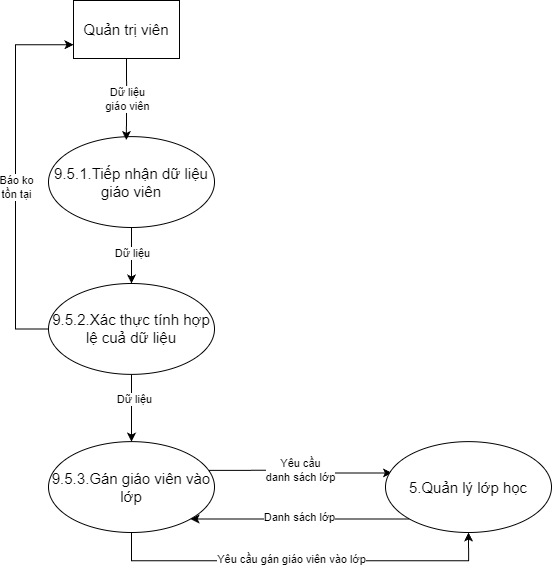 Quản trị viên
Dữ liệu
giáo viên
Báo ko
tồn tại
9.5.1.Tiếp nhận dữ liệu
giáo viên
Dữ liệu
9.5.2.Xác thực tính hợp
lệ cuả dữ liệu
Dữ liệu
9.5.3.Gán giáo viên vào
lớp
Yêu cầu
danh sách lớp
5.Quản lý lớp học
Danh sách lớp
Yêu cầu gán giáo viên vào lớp